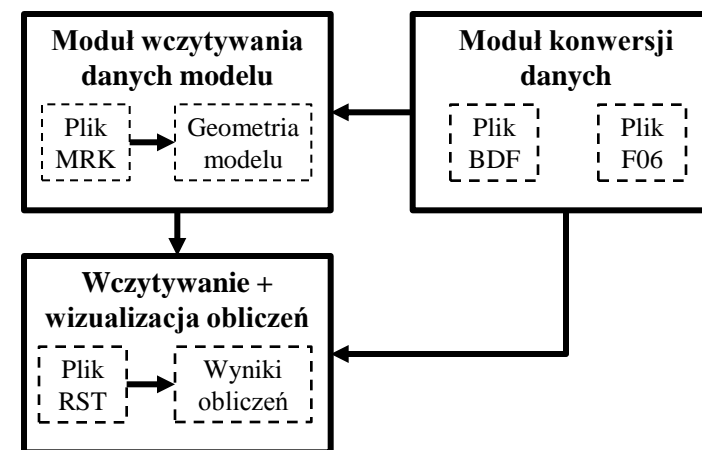 Moduł wczytywania
danych modelu
Plik
MRK
Geometria
modelu
Moduł konwersji
danych
Plik
BDF
Plik
F06
Wczytywanie +
wizualizacja obliczeń
Plik
RST
Wyniki
obliczeń